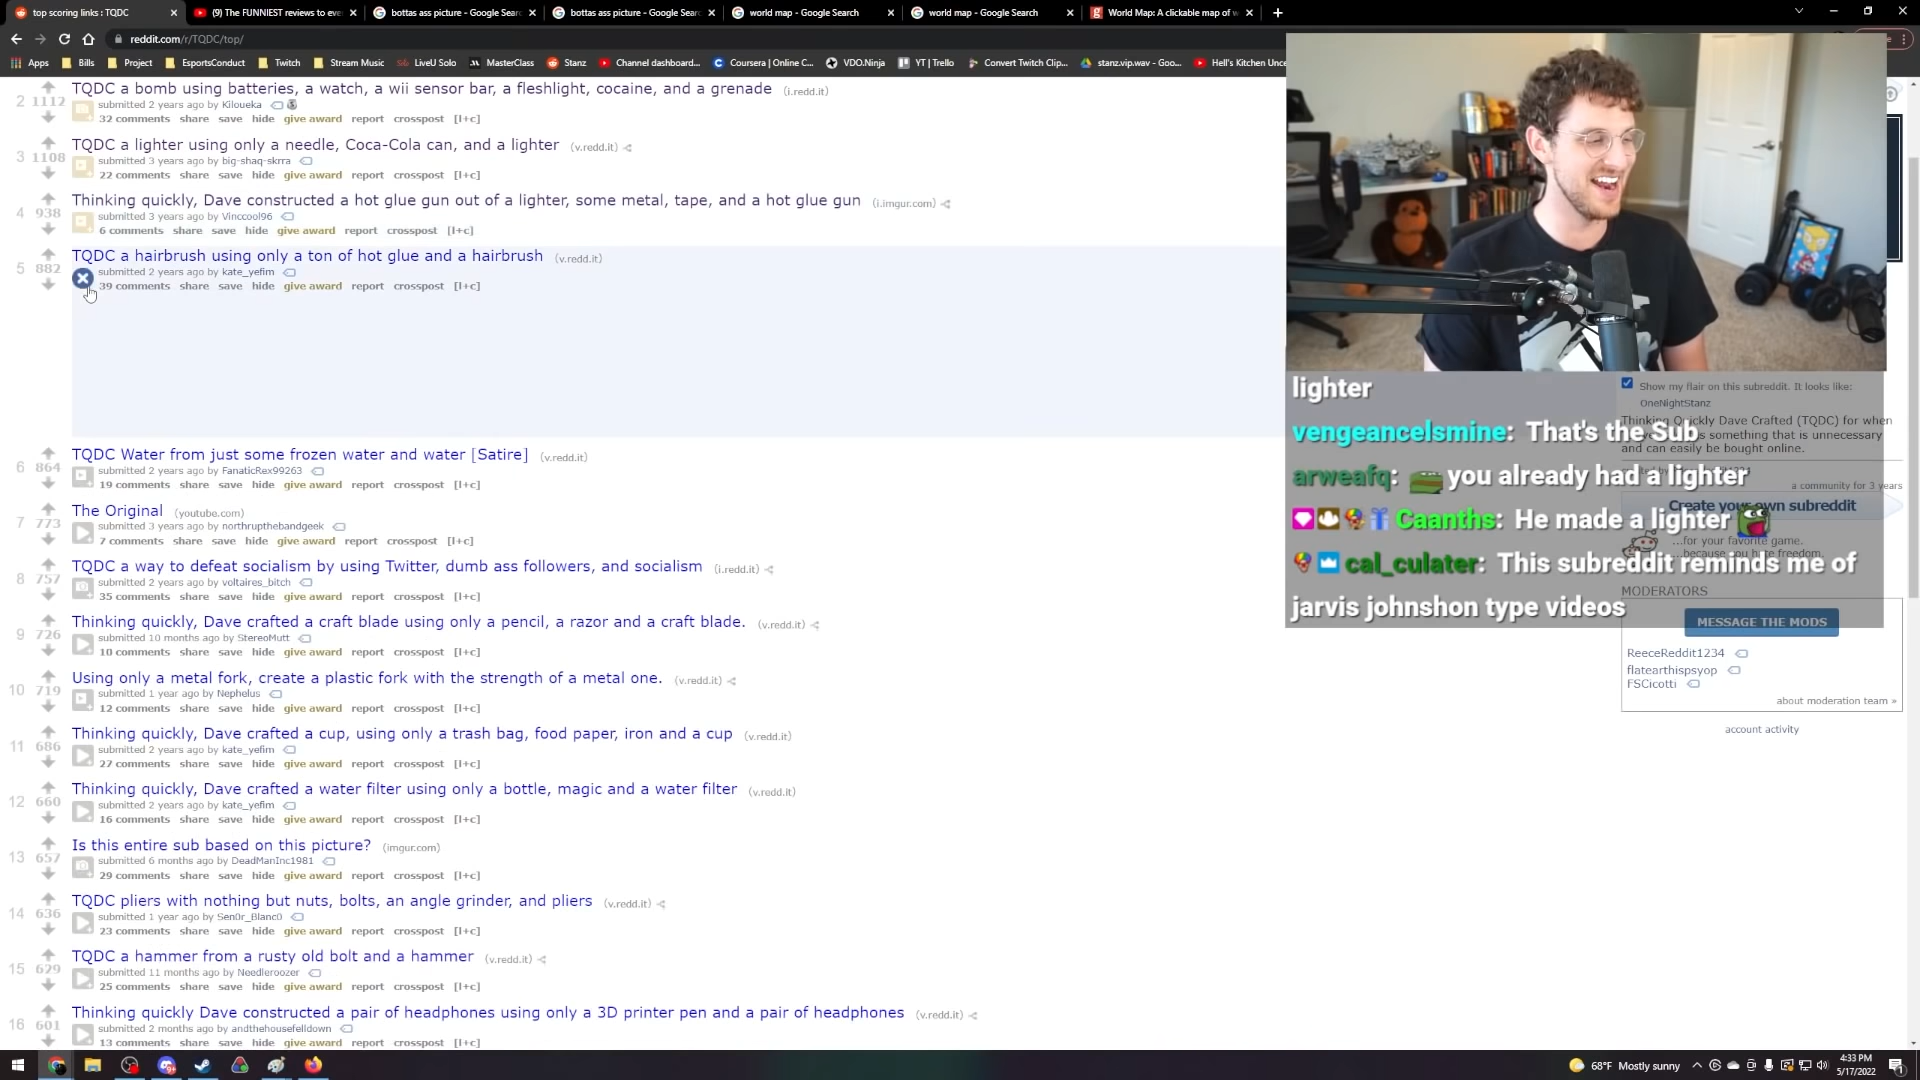 top scoring links : TQDC
(9) The FUNNIEST reviews to eve
bottas ass picture - Google Searc
bottas ass picture - Google Searc
world map - Google Search
world map - Google Search
World Map: A clickable map of w
reddit.com/r/TQDC/top/
Apps
Bills
Project
EsportsConduct
Twitch
Stream Music
LiveU Solo
MasterClass
Stanz
Channel dashboard...
Coursera | Online C...
VDO.Ninja
YT | Trello
Convert Twitch Clip...
stanz.vip.wav - Goo...
Hell's Kitchen Unce
2 1112 TQDC a bomb using batteries, a watch, a wii sensor bar, a fleshlight, cocaine, and a grenade (i.redd.it)
submitted 2 years ago by Kiloueka
32 comments share save hide give award report crosspost [l+c]
3 1108 TQDC a lighter using only a needle, Coca-Cola can, and a lighter (v.redd.it)
submitted 3 years ago by big-shaq-skrra
22 comments share save hide give award report crosspost [l+c]
4 938 Thinking quickly, Dave constructed a hot glue gun out of a lighter, some metal, tape, and a hot glue gun (i.imgur.com)
submitted 3 years ago by Vinccool96
6 comments share save hide give award report crosspost [l+c]
5 882 TQDC a hairbrush using only a ton of hot glue and a hairbrush (v.redd.it)
submitted 2 years ago by kate_yefim
39 comments share save hide give award report crosspost [l+c]
6 864 TQDC Water from just some frozen water and water [Satire] (v.redd.it)
submitted 2 years ago by FanaticRex99263
19 comments share save hide give award report crosspost [l+c]
7 773 The Original (youtube.com)
submitted 3 years ago by northrupthebandgeek
7 comments share save hide give award report crosspost [l+c]
8 757 TQDC a way to defeat socialism by using Twitter, dumb ass followers, and socialism (i.redd.it)
submitted 2 years ago by voltaires_bitch
35 comments share save hide give award report crosspost [l+c]
9 726 Thinking quickly, Dave crafted a craft blade using only a pencil, a razor and a craft blade. (v.redd.it)
submitted 10 months ago by StereoMutt
10 comments share save hide give award report crosspost [l+c]
10 719 Using only a metal fork, create a plastic fork with the strength of a metal one. (v.redd.it)
submitted 1 year ago by Nephelus
12 comments share save hide give award report crosspost [l+c]
11 686 Thinking quickly, Dave crafted a cup, using only a trash bag, food paper, iron and a cup (v.redd.it)
submitted 2 years ago by kate_yefim
27 comments share save hide give award report crosspost [l+c]
12 660 Thinking quickly, Dave crafted a water filter using only a bottle, magic and a water filter (v.redd.it)
submitted 2 years ago by kate_yefim
16 comments share save hide give award report crosspost [l+c]
13 657 Is this entire sub based on this picture? (imgur.com)
submitted 6 months ago by DeadManInc1981
29 comments share save hide give award report crosspost [l+c]
14 636 TQDC pliers with nothing but nuts, bolts, an angle grinder, and pliers (v.redd.it)
submitted 1 year ago by Sen0r_Blanc0
23 comments share save hide give award report crosspost [l+c]
15 629 TQDC a hammer from a rusty old bolt and a hammer (v.redd.it)
submitted 11 months ago by Needleroozer
25 comments share save hide give award report crosspost [l+c]
16 601 Thinking quickly Dave constructed a pair of headphones using only a 3D printer pen and a pair of headphones (v.redd.it)
submitted 2 months ago by andthehousefelldown
13 comments share save hide give award report crosspost [l+c]
lighter
vengeanceIsmine: That's the Sub
arweafq: you already had a lighter
Caanths: He made a lighter
cal_culater: This subreddit reminds me of
jarvis johnshon type videos
Show my flair on this subreddit. It looks like:
OneNightStanz
Thinking Quickly Dave Crafted (TQDC) for when
something that is unnecessary
and can easily be bought online.
a community for 3 years
Create your own subreddit
...for your favorite game.
...because you hate freedom.
MODERATORS
MESSAGE THE MODS
ReeceReddit1234
flatearthispsyop
FSCicotti
about moderation team »
account activity
68°F Mostly sunny
4:33 PM
5/17/2022